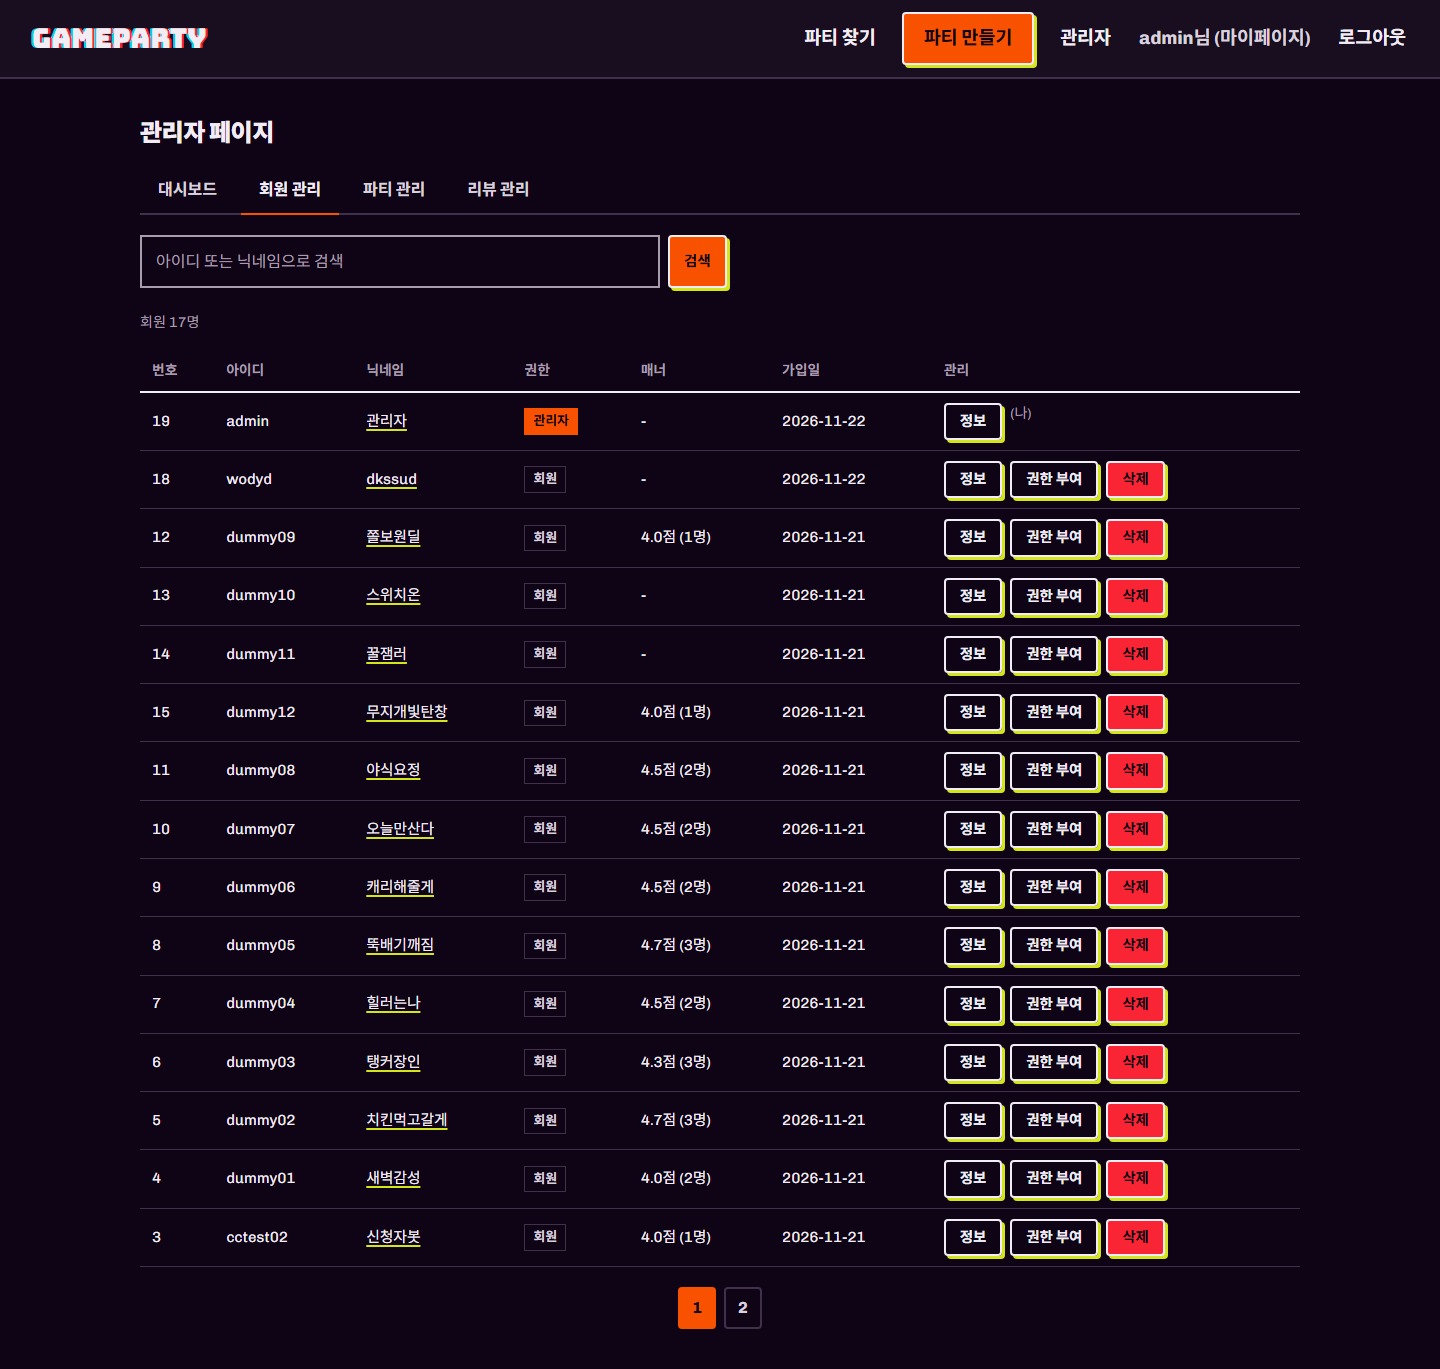 GAMEPARTY 파티 찾기 파티 만들기 관리자 admin님 (마이페이지) 로그아웃
관리자 페이지
대시보드 회원 관리 파티 관리 리뷰 관리
아이디 또는 닉네임으로 검색 검색
회원 17명
번호 아이디 닉네임 권한 매너 가입일 관리
19 admin 관리자 관리자 - 2026-11-22 정보 (나)
18 wodyd dkssud 회원 - 2026-11-22 정보 권한 부여 삭제
12 dummy09 쫄보원딜 회원 4.0점 (1명) 2026-11-21 정보 권한 부여 삭제
13 dummy10 스위치온 회원 - 2026-11-21 정보 권한 부여 삭제
14 dummy11 꿀잼러 회원 - 2026-11-21 정보 권한 부여 삭제
15 dummy12 무지개빛탄창 회원 4.0점 (1명) 2026-11-21 정보 권한 부여 삭제
11 dummy08 야식요정 회원 4.5점 (2명) 2026-11-21 정보 권한 부여 삭제
10 dummy07 오늘만산다 회원 4.5점 (2명) 2026-11-21 정보 권한 부여 삭제
9 dummy06 캐리해줄게 회원 4.5점 (2명) 2026-11-21 정보 권한 부여 삭제
8 dummy05 뚝배기깨짐 회원 4.7점 (3명) 2026-11-21 정보 권한 부여 삭제
7 dummy04 힐러는나 회원 4.5점 (2명) 2026-11-21 정보 권한 부여 삭제
6 dummy03 탱커장인 회원 4.3점 (3명) 2026-11-21 정보 권한 부여 삭제
5 dummy02 치킨먹고갈게 회원 4.7점 (3명) 2026-11-21 정보 권한 부여 삭제
4 dummy01 새벽감성 회원 4.0점 (2명) 2026-11-21 정보 권한 부여 삭제
3 cctest02 신청자봇 회원 4.0점 (1명) 2026-11-21 정보 권한 부여 삭제
1 2